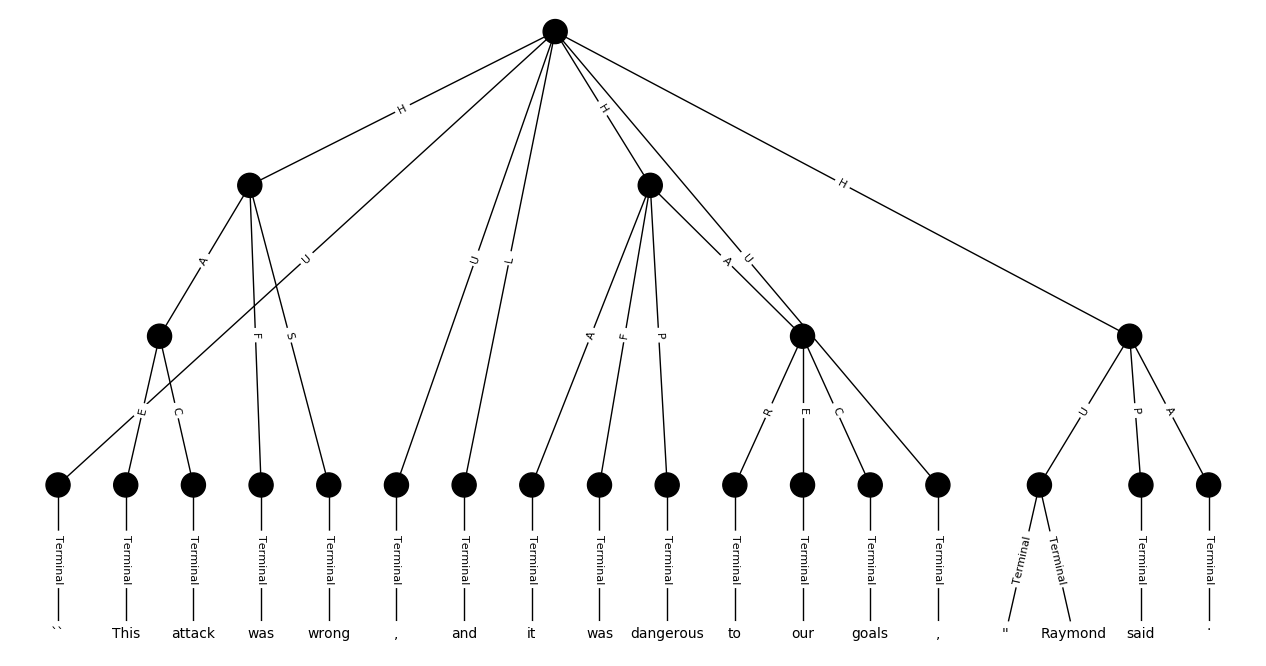 H
H
U
H
A
U
L
A
U
F
S
A
F
P
E
C
R
E
C
U
P
A
Terminal Terminal Terminal Terminal Terminal Terminal Terminal Terminal Terminal Terminal Terminal Terminal Terminal Terminal Terminal Terminal Terminal Terminal
`` This attack was wrong , and it was dangerous to our goals , " Raymond said .